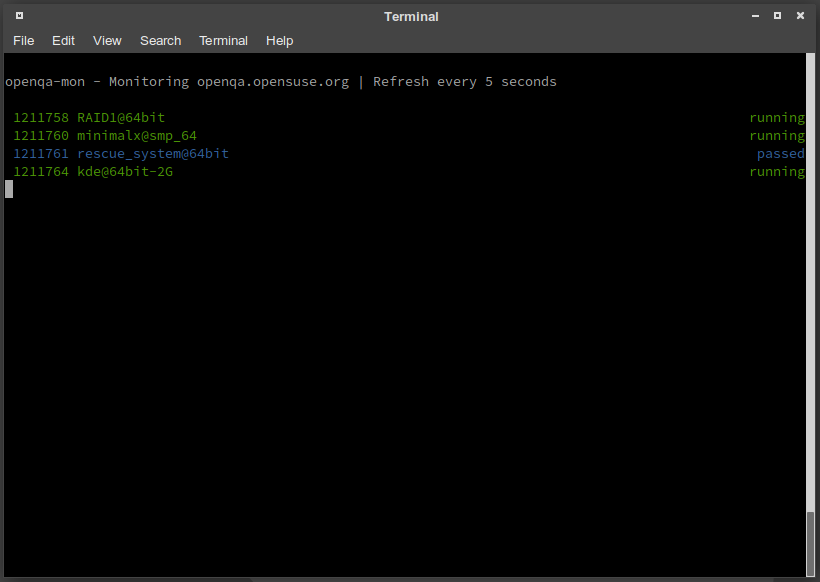 Terminal
File Edit View Search Terminal Help
openqa-mon - Monitoring openqa.opensuse.org | Refresh every 5 seconds
1211758 RAID1@64bit running
1211760 minimalx@smp_64 running
1211761 rescue_system@64bit passed
1211764 kde@64bit-2G running